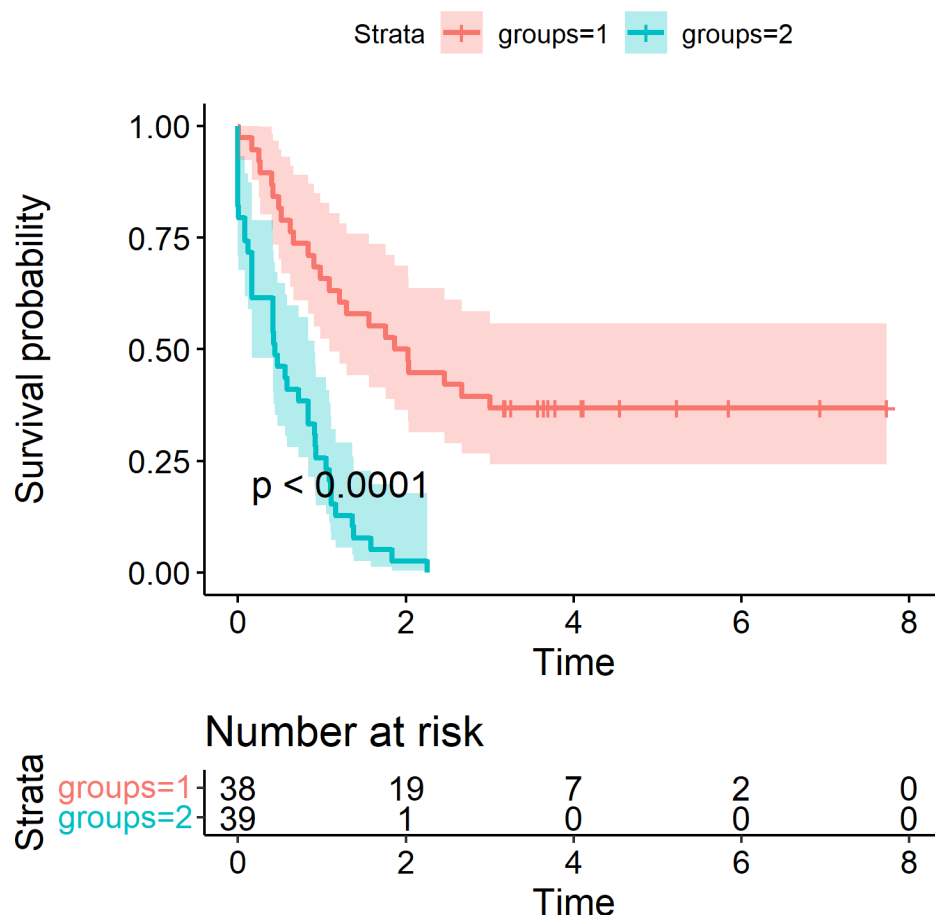 Strata groups=1 groups=2
Survival probability
1.00
0.75
0.50
0.25
0.00
p < 0.0001
0 2 4 6 8
Time
Number at risk
Strata
groups=1 38 19 7 2 0
groups=2 39 1 0 0 0
0 2 4 6 8
Time